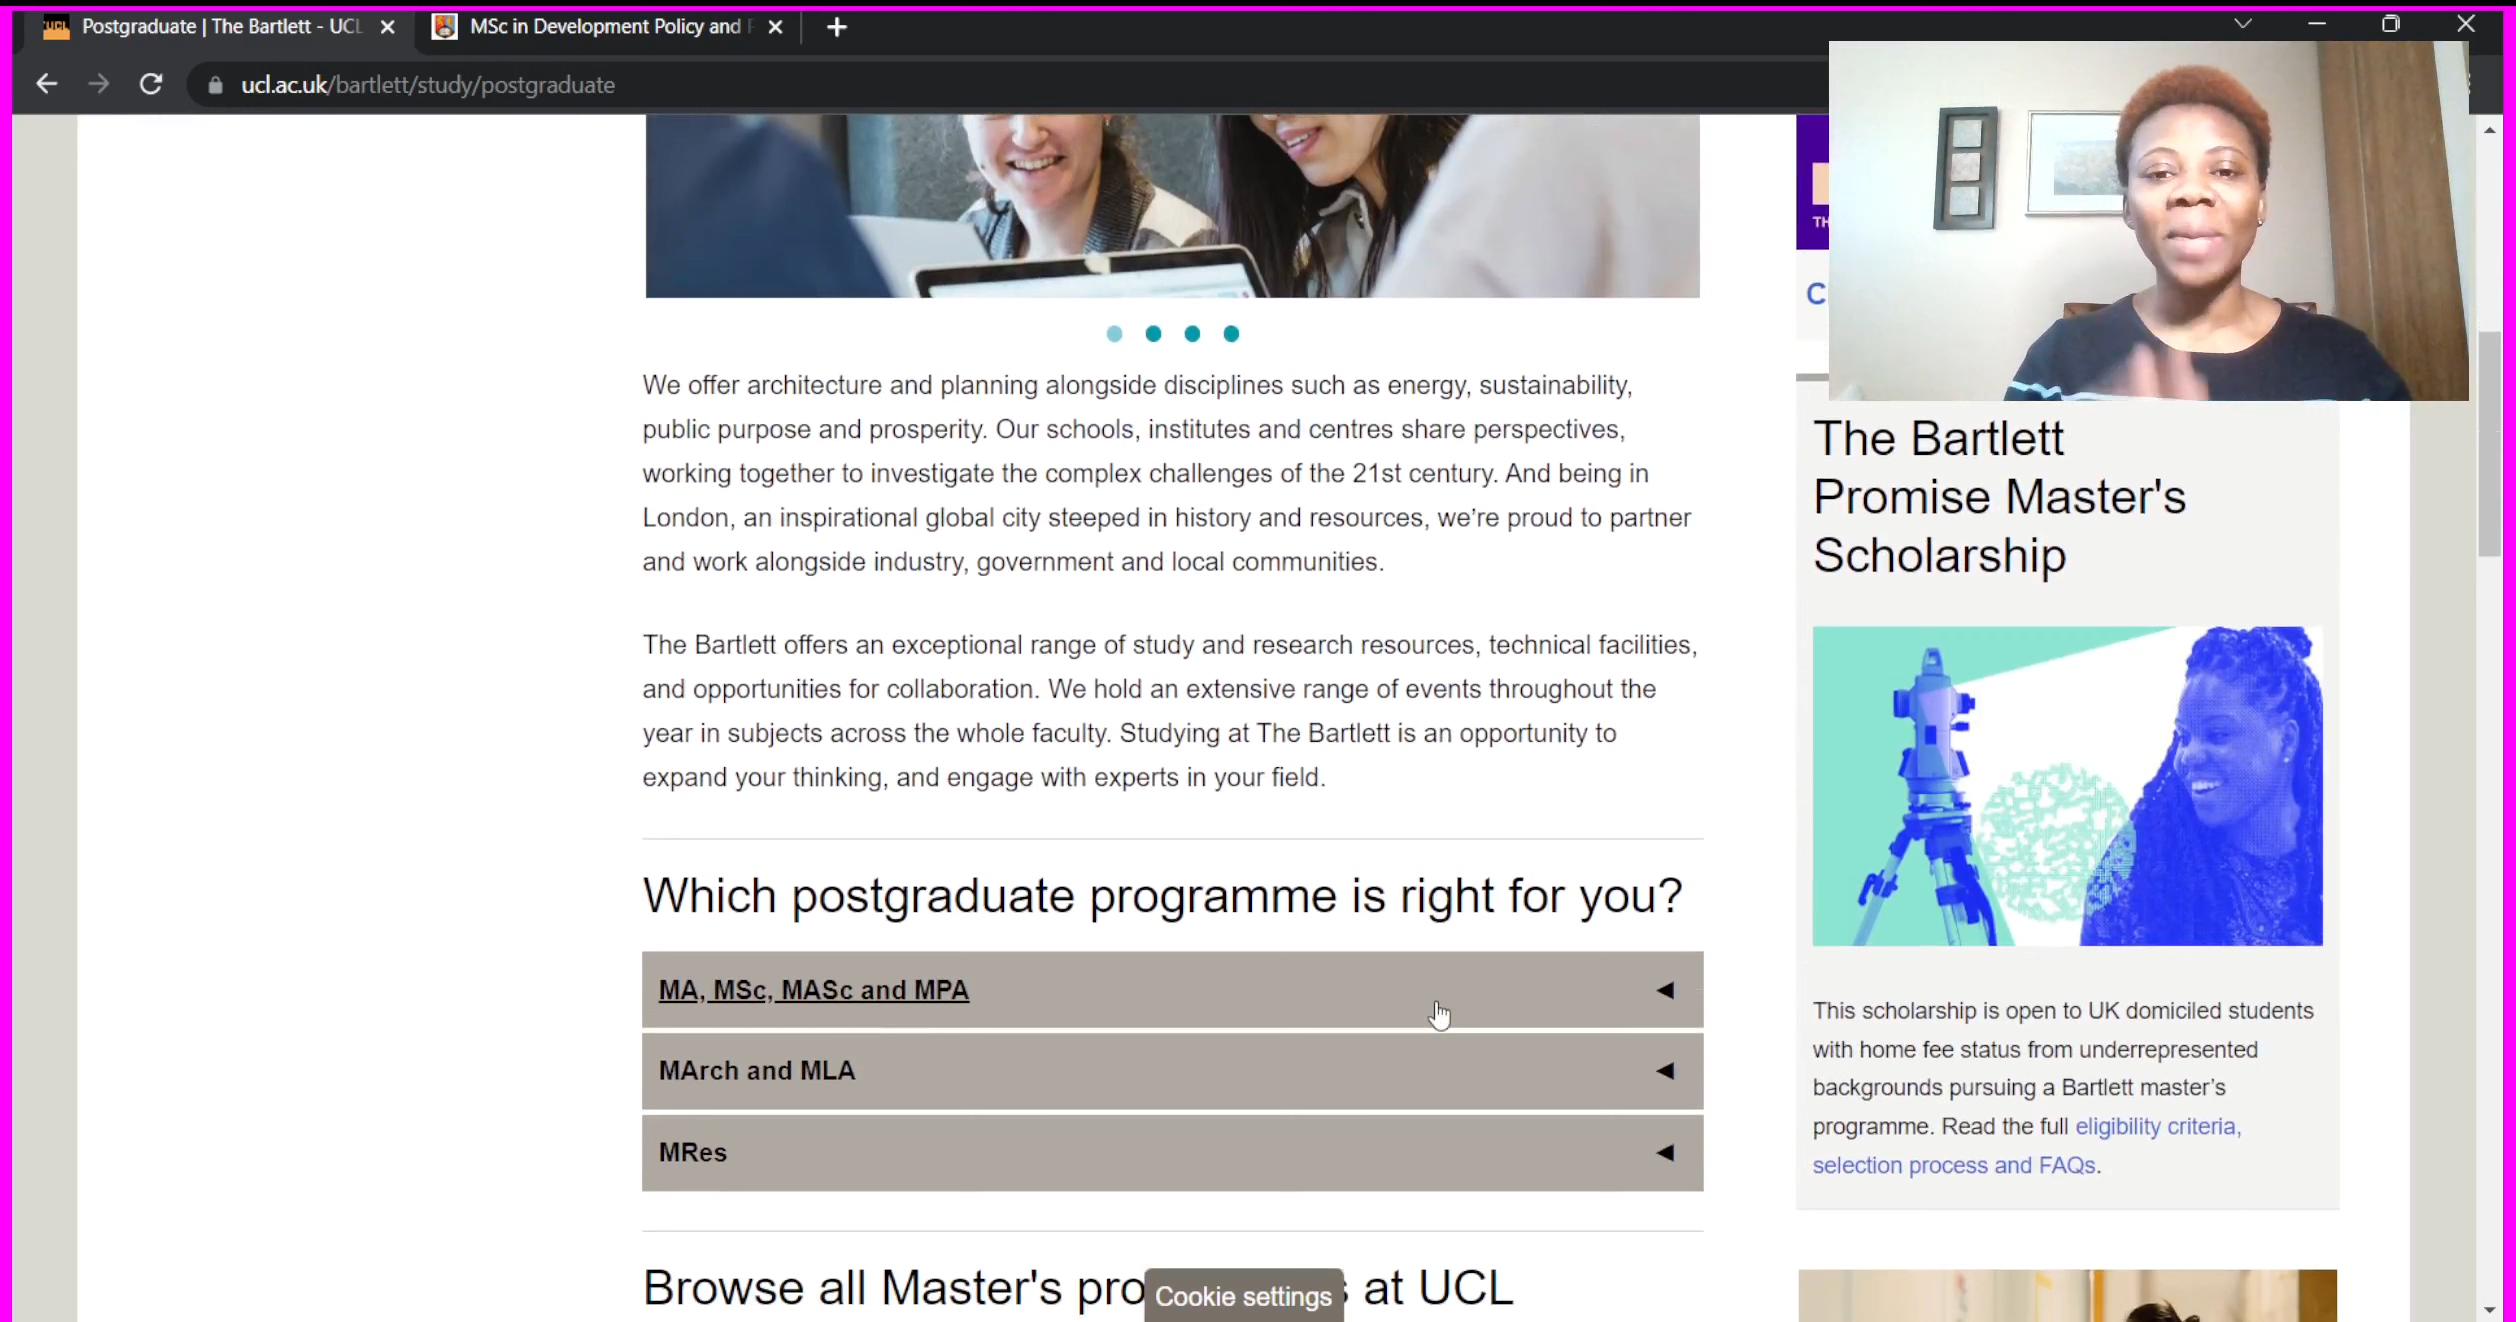 UCL
Postgraduate | The Bartlett - UCL
MSc in Development Policy and
ucl.ac.uk/bartlett/study/postgraduate
We offer architecture and planning alongside disciplines such as energy, sustainability,
public purpose and prosperity. Our schools, institutes and centres share perspectives,
working together to investigate the complex challenges of the 21st century. And being in
London, an inspirational global city steeped in history and resources, we're proud to partner
and work alongside industry, government and local communities.
The Bartlett offers an exceptional range of study and research resources, technical facilities,
and opportunities for collaboration. We hold an extensive range of events throughout the
year in subjects across the whole faculty. Studying at The Bartlett is an opportunity to
expand your thinking, and engage with experts in your field.
Which postgraduate programme is right for you?
MA, MSc, MASc and MPA
MArch and MLA
MRes
Browse all Master's at UCL
Cookie settings
The Bartlett
Promise Master's
Scholarship
This scholarship is open to UK domiciled students
with home fee status from underrepresented
backgrounds pursuing a Bartlett master's
programme. Read the full eligibility criteria,
selection process and FAQs.